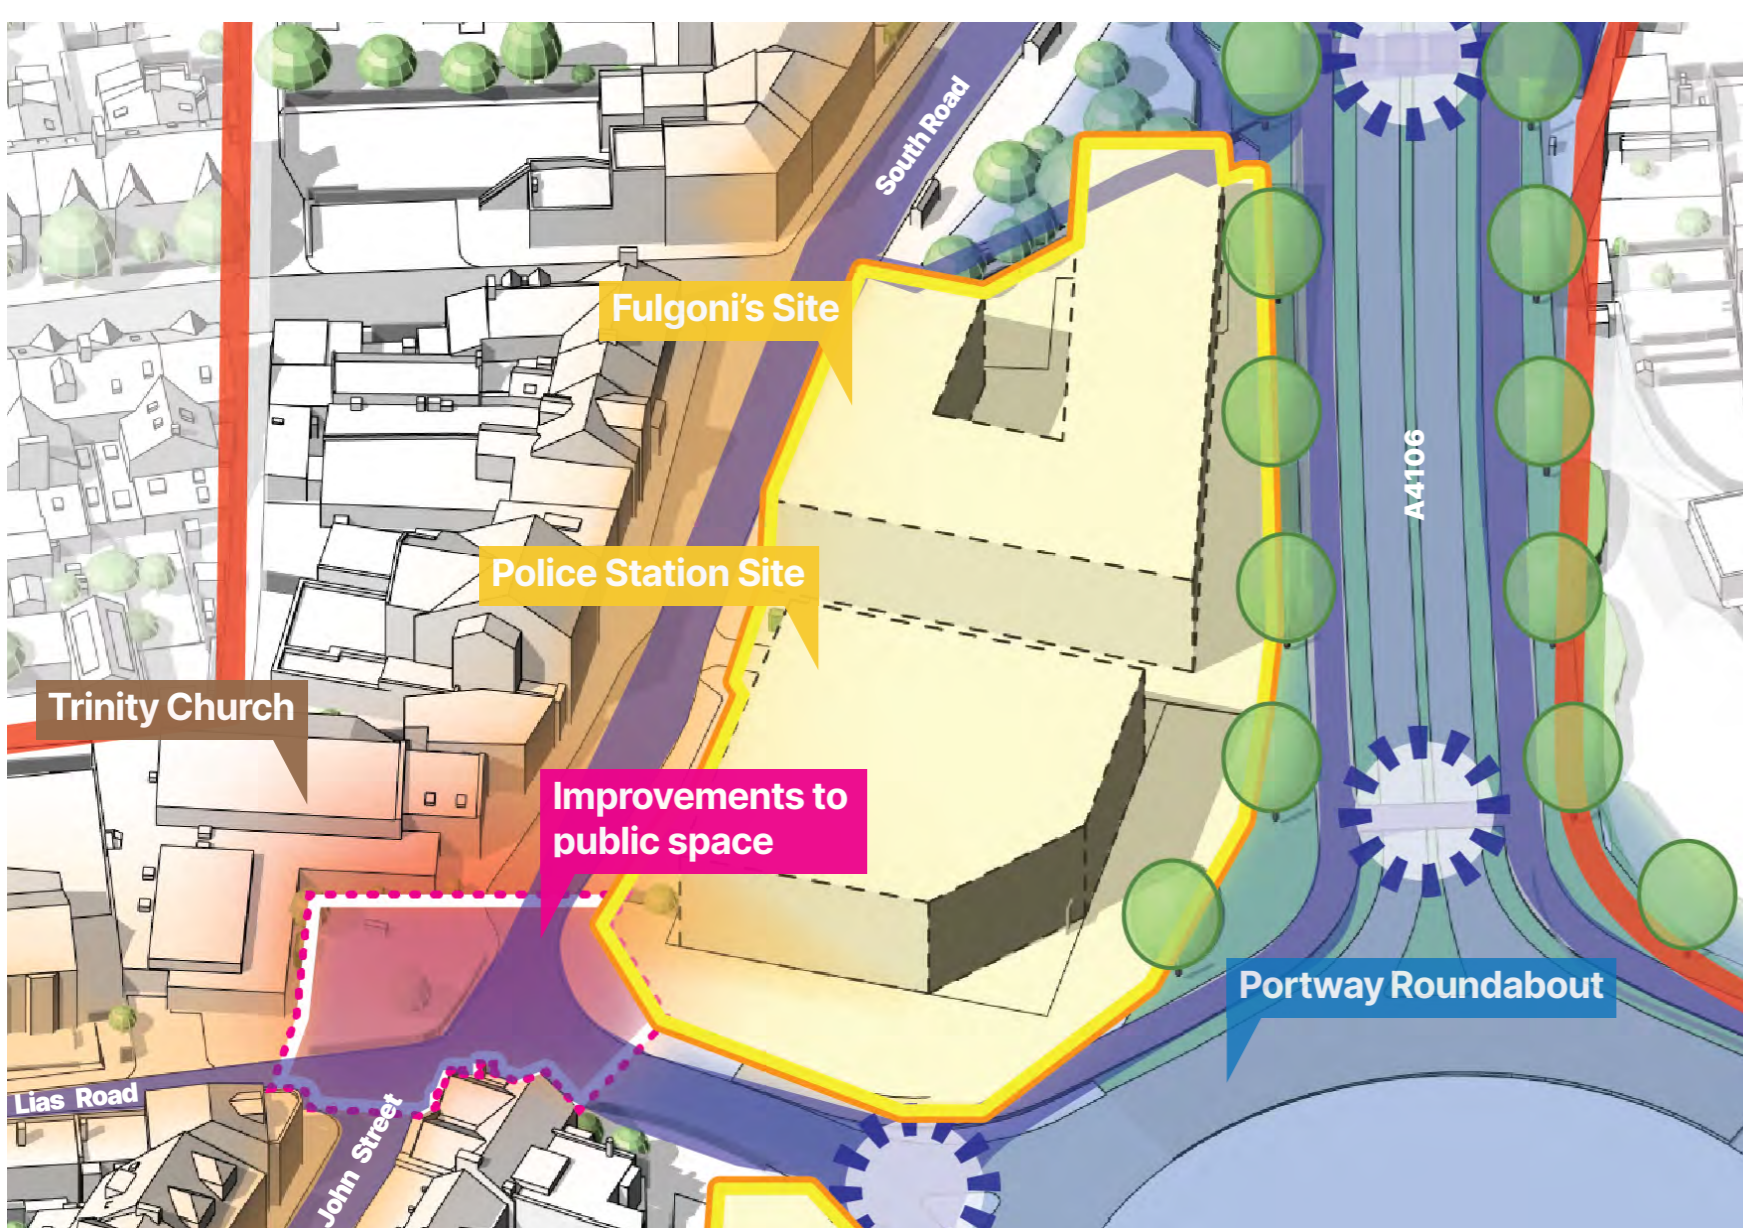 South Road
Fulgoni's Site
A4106
Police Station Site
Trinity Church
Improvements to
public space
Portway Roundabout
Lias Road
John Street